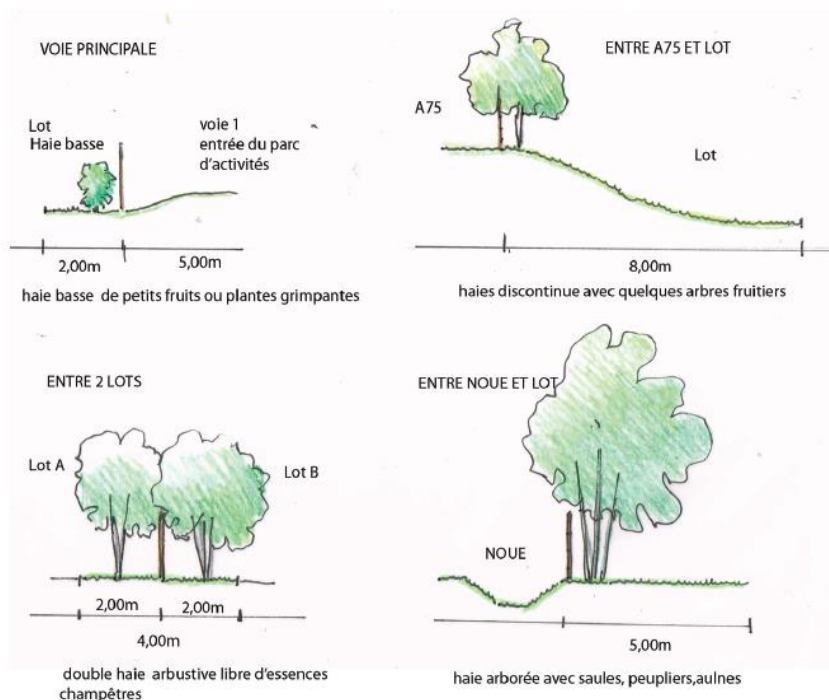 VOIE PRINCIPALE
Lot
Haie basse
voie 1
entrée du parc
d'activités
2,00m
5,00m
haie basse de petits fruits ou plantes grimpantes
ENTRE A75 ET LOT
A75
Lot
8,00m
haies discontinue avec quelques arbres fruitiers
ENTRE 2 LOTS
Lot A
Lot B
2,00m
2,00m
4,00m
double haie arbustive libre d'essences
champêtres
ENTRE NOUE ET LOT
NOUE
5,00m
haie arborée avec saules, peupliers,aulnes